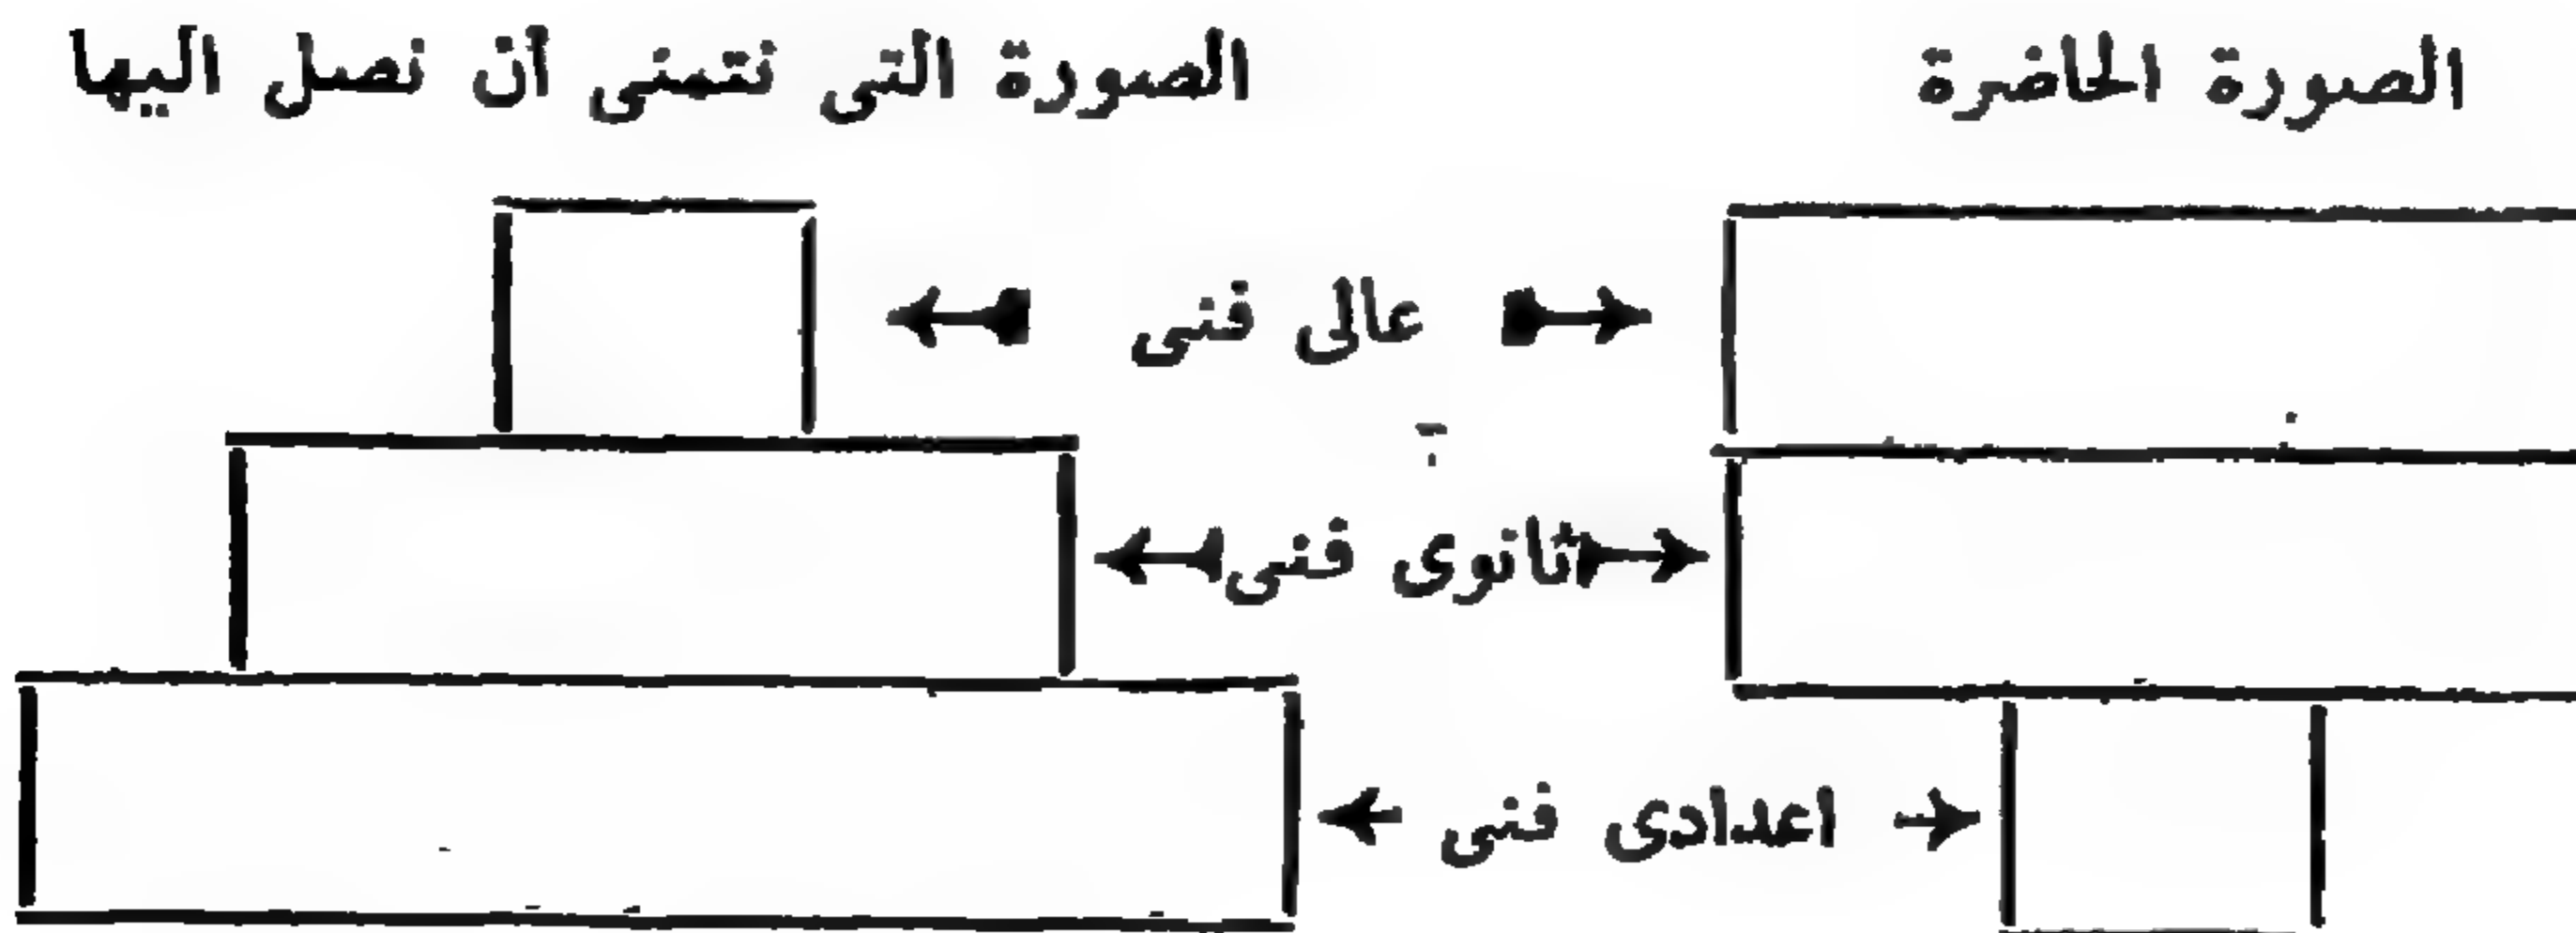 الصورة الحاضرة
الصورة التى نتمنى أن نصل اليها
عالى فنى
ثانوى فنى
اعدادى فنى